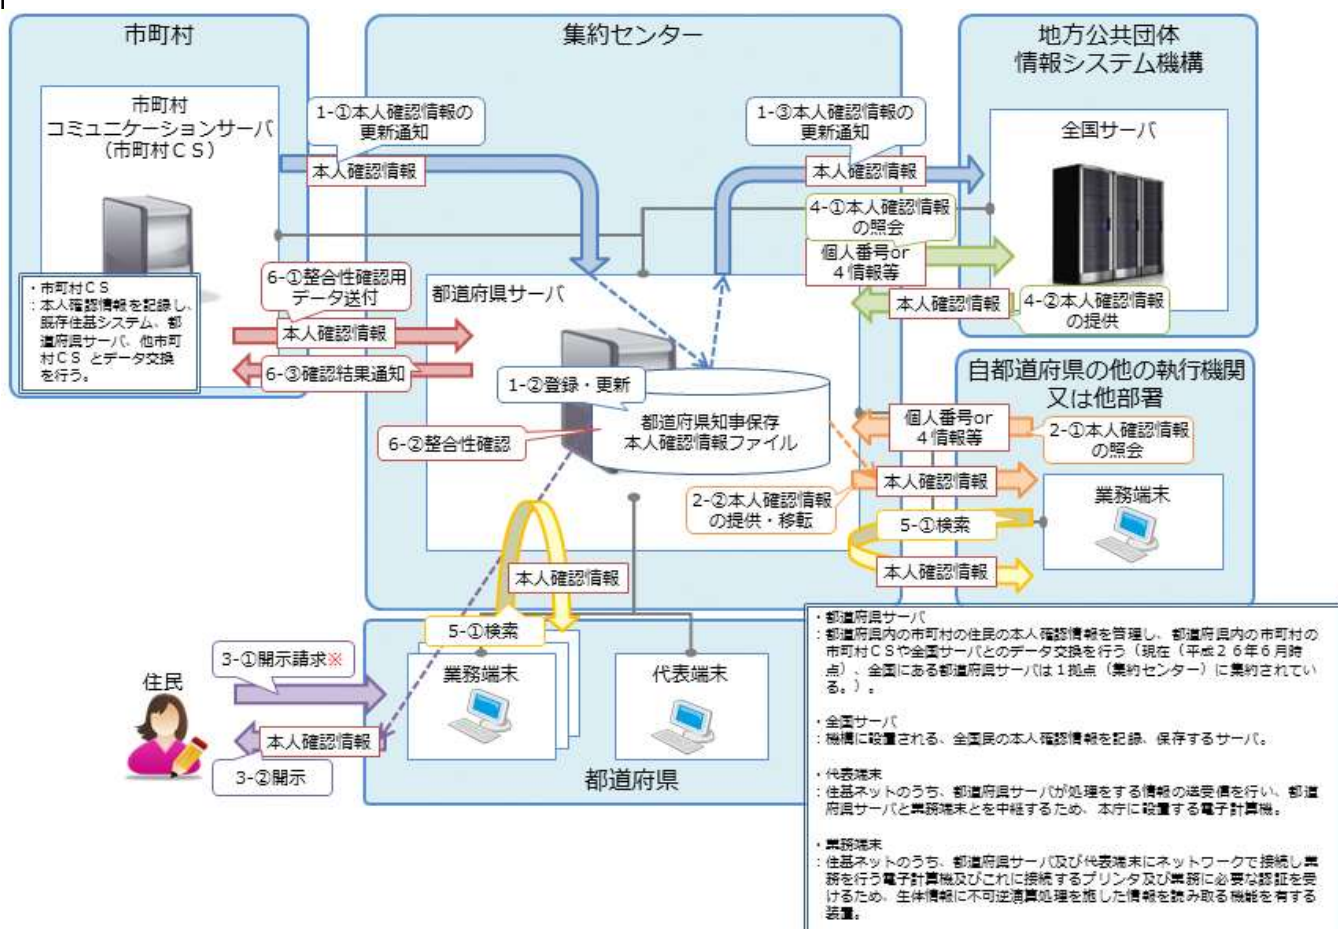 市町村
市町村
コミュニケーションサーバ
（市町村ＣＳ）
・市町村ＣＳ
：本人確認情報を記録し、
既存住基システム、都
道府県サーバ、他市町
村ＣＳ とデータ交換
を行う。
集約センター
1-①本人確認情報の
更新通知
本人確認情報
1-③本人確認情報の
更新通知
本人確認情報
地方公共団体
情報システム機構
全国サーバ
4-①本人確認情報
の照会
個人番号or
４情報等
本人確認情報
4-②本人確認情報
の提供
6-①整合性確認用
データ送付
本人確認情報
6-③確認結果通知
都道府県サーバ
1-②登録・更新
都道府県知事保存
本人確認情報ファイル
6-②整合性確認
自都道府県の他の執行機関
又は他部署
個人番号or
４情報等
2-①本人確認情報
の照会
本人確認情報
2-②本人確認情報
の提供・移転
業務端末
5-①検索
本人確認情報
本人確認情報
5-①検索
業務端末
代表端末
都道府県
住民
3-①開示請求※
本人確認情報
3-②開示
・都道府県サーバ
：都道府県内の市町村の住民の本人確認情報を管理し、都道府県内の市町村の
市町村ＣＳや全国サーバとのデータ交換を行う（現在（平成２６年６月時
点）、全国にある都道府県サーバは１拠点（集約センター）に集約されてい
る。）。
・全国サーバ
：機構に設置される、全国民の本人確認情報を記録、保存するサーバ。
・代表端末
：住基ネットのうち、都道府県サーバが処理をする情報の送受信を行い、都道
府県サーバと業務端末とを中継するため、本庁に設置する電子計算機。
・業務端末
：住基ネットのうち、都道府県サーバ及び代表端末にネットワークで接続し業
務を行う電子計算機及びこれに接続するプリンタ及び業務に必要な認証を受
けるため、生体情報に不可逆演算処理を施した情報を読み取る機能を有する
装置。